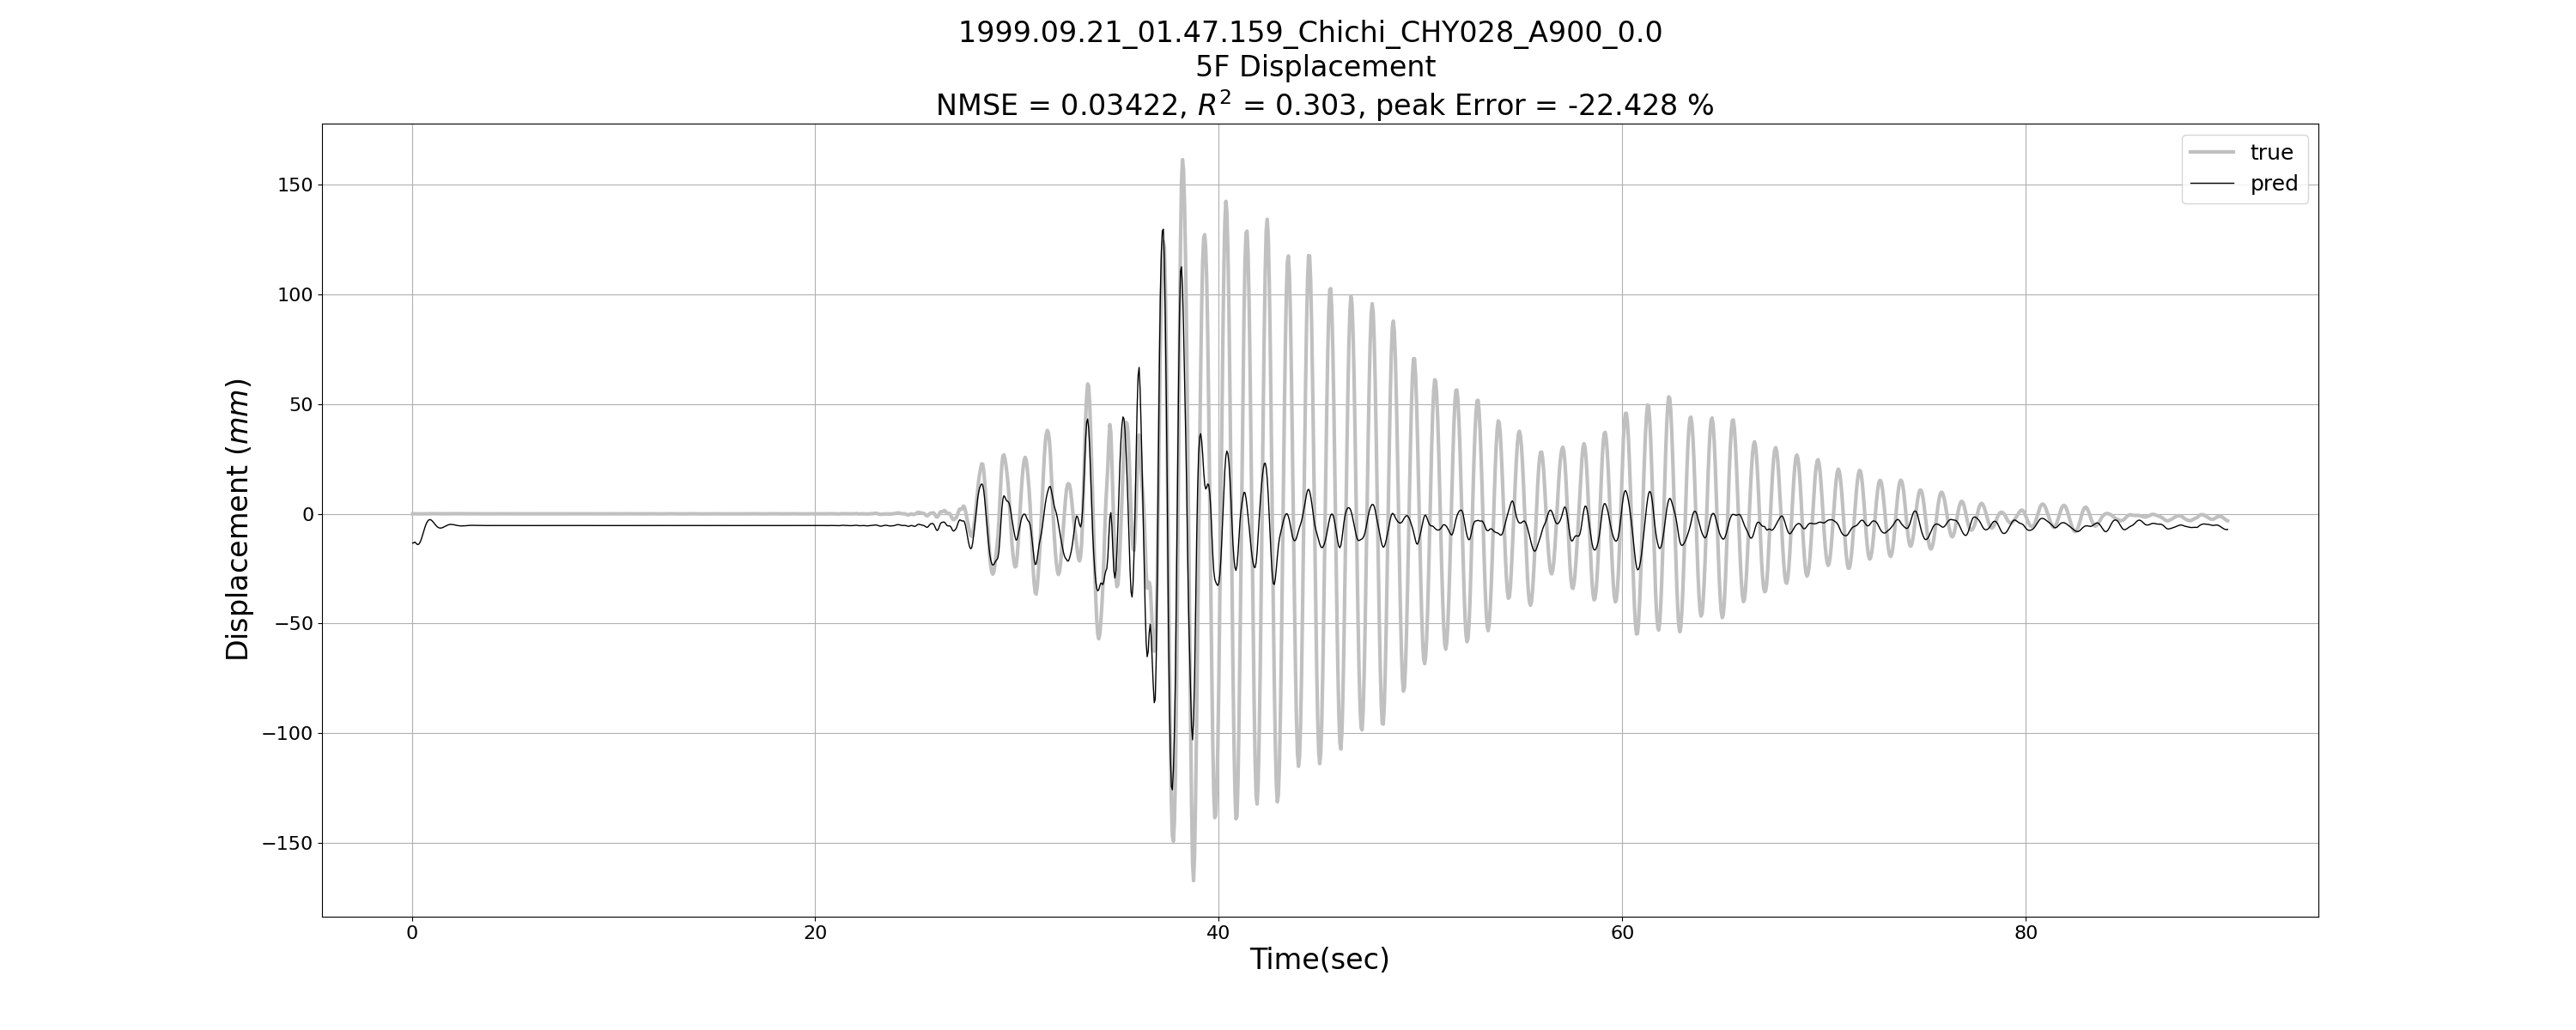 1999.09.21_01.47.159_Chichi_CHY028_A900_0.0
5F Displacement
NMSE = 0.03422, R² = 0.303, peak Error = -22.428 %
true
pred
150
100
50
0
−50
−100
−150
Displacement (mm)
0 20 40 60 80
Time(sec)